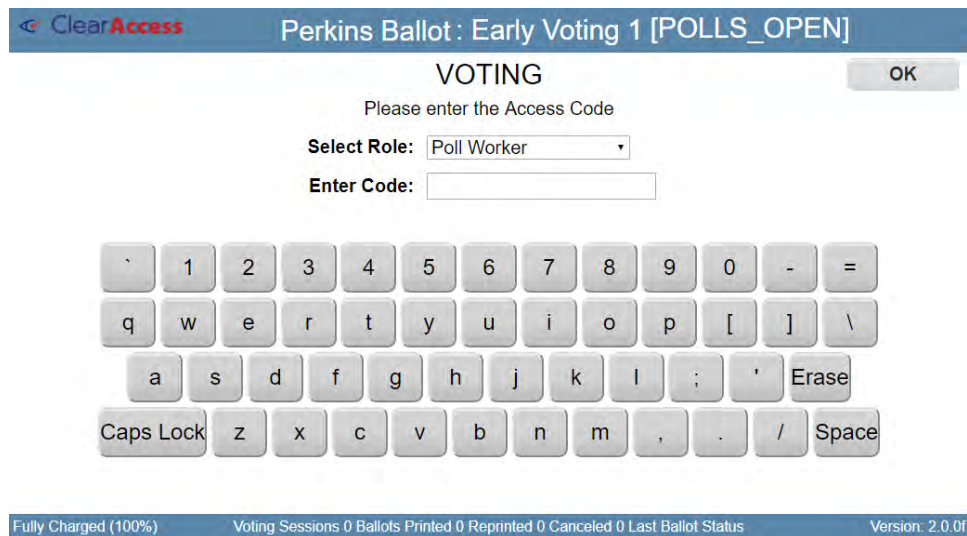 ClearAccess Perkins Ballot : Early Voting 1 [POLLS_OPEN]
VOTING OK
Please enter the Access Code
Select Role: Poll Worker
Enter Code:
` 1 2 3 4 5 6 7 8 9 0 - =
q w e r t y u i o p [ ] \
a s d f g h j k l ; ' Erase
Caps Lock z x c v b n m , . / Space
Fully Charged (100%) Voting Sessions 0 Ballots Printed 0 Reprinted 0 Canceled 0 Last Ballot Status Version: 2.0.0f